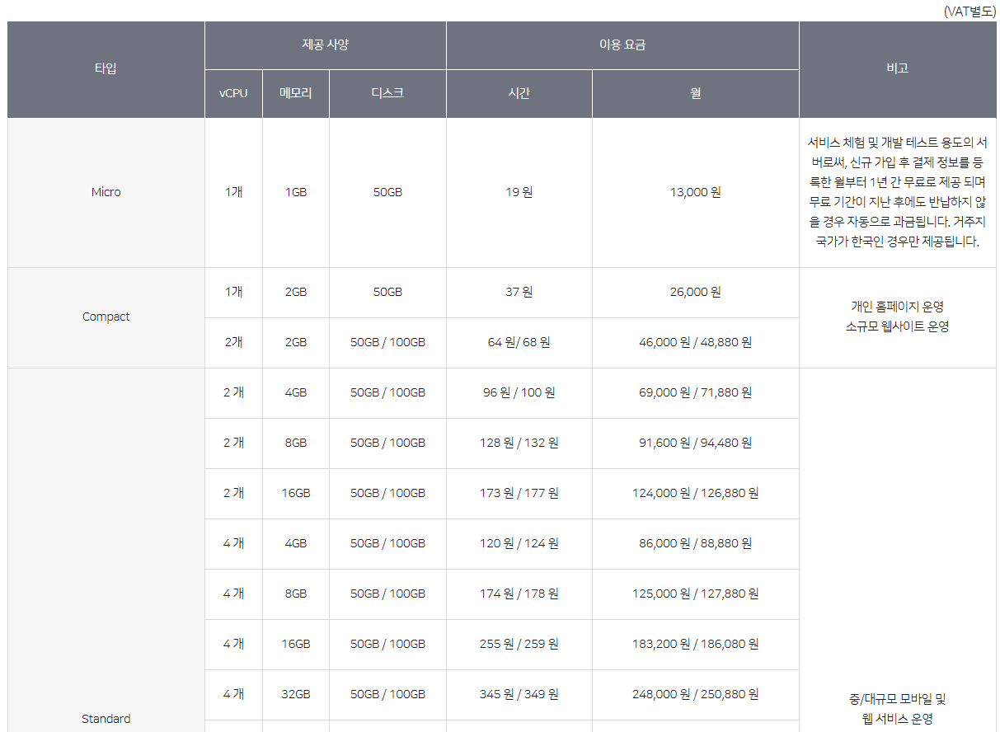 (VAT별도)
타입 제공 사양 이용 요금 비고
vCPU 메모리 디스크 시간 월
Micro 1개 1GB 50GB 19 원 13,000 원
서비스 체험 및 개발 테스트 용도의 서
버로써, 신규 가입 후 결제 정보를 등
록한 월부터 1년 간 무료로 제공 되며
무료 기간이 지난 후에도 반납하지 않
을 경우 자동으로 과금됩니다. 거주지
국가가 한국인 경우만 제공됩니다.
Compact 1개 2GB 50GB 37 원 26,000 원
2개 2GB 50GB / 100GB 64 원/ 68 원 46,000 원 / 48,880 원
개인 홈페이지 운영
소규모 웹사이트 운영
2 개 4GB 50GB / 100GB 96 원 / 100 원 69,000 원 / 71,880 원
2 개 8GB 50GB / 100GB 128 원 / 132 원 91,600 원 / 94,480 원
2 개 16GB 50GB / 100GB 173 원 / 177 원 124,000 원 / 126,880 원
4 개 4GB 50GB / 100GB 120 원 / 124 원 86,000 원 / 88,880 원
4 개 8GB 50GB / 100GB 174 원 / 178 원 125,000 원 / 127,880 원
4 개 16GB 50GB / 100GB 255 원 / 259 원 183,200 원 / 186,080 원
4 개 32GB 50GB / 100GB 345 원 / 349 원 248,000 원 / 250,880 원
Standard
중/대규모 모바일 및
웹 서비스 운영